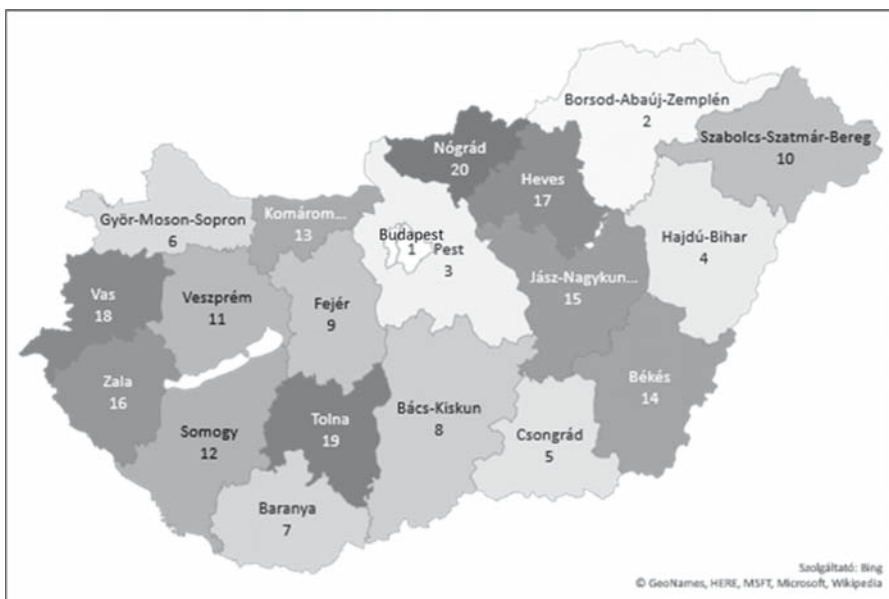 Borsod-Abaúj-Zemplén
2
Szabolcs-Szatmár-Bereg
10
Nógrád
20
Heves
17
Győr-Moson-Sopron
6
Komárom...
13
Budapest
1
Pest
3
Hajdú-Bihar
4
Vas
18
Veszprém
11
Fejér
9
Jász-Nagykun...
15
Zala
16
Somogy
12
Tolna
19
Bács-Kiskun
8
Csongrád
5
Békés
14
Baranya
7
Szolgáltató: Bing
© GeoNames, HERE, MSFT, Microsoft, Wikipedia